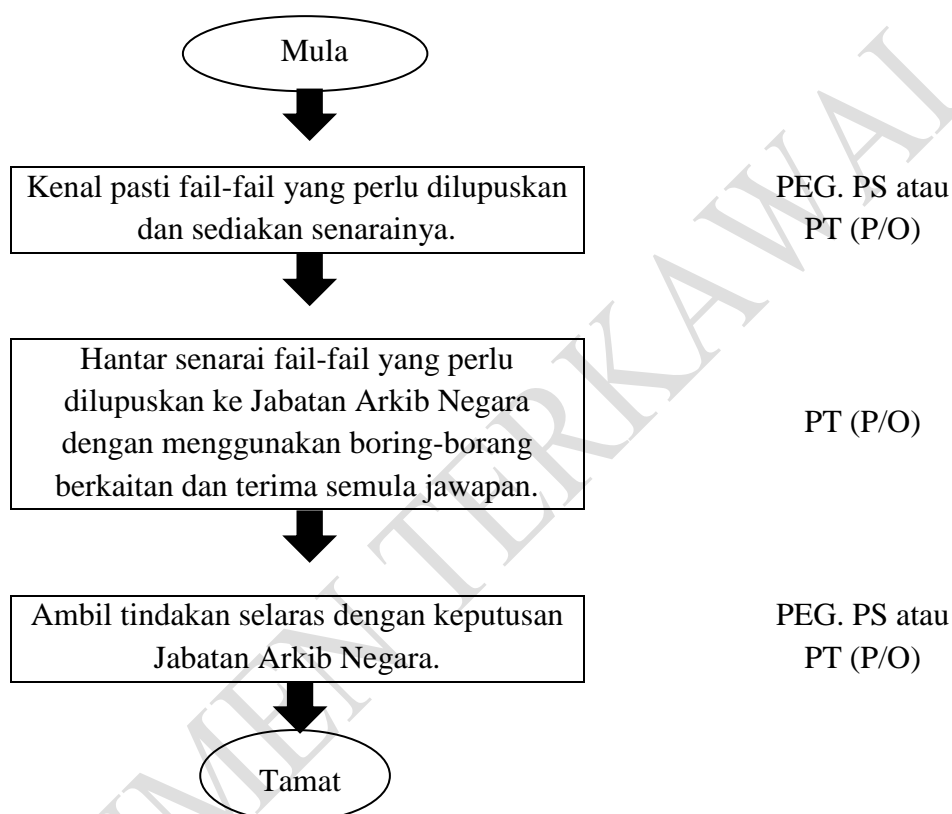 Mula
Kenal pasti fail-fail yang perlu dilupuskan
dan sediakan senarainya.
PEG. PS atau
PT (P/O)
Hantar senarai fail-fail yang perlu
dilupuskan ke Jabatan Arkib Negara
dengan menggunakan boring-borang
berkaitan dan terima semula jawapan.
PT (P/O)
Ambil tindakan selaras dengan keputusan
Jabatan Arkib Negara.
PEG. PS atau
PT (P/O)
Tamat
MEN TERKAWAL